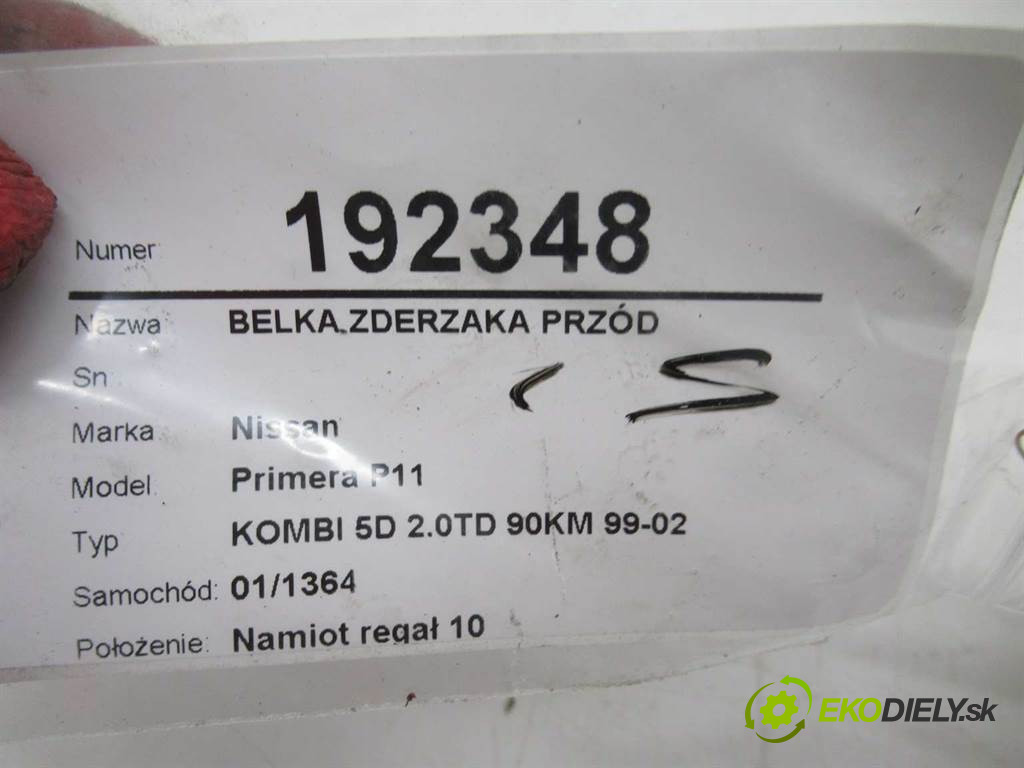 Numer: 192348
Nazwa: BELKA ZDERZAKA PRZÓD
Sn
Marka Nissan
Model: Primera P11
Typ KOMBI 5D 2.0TD 90KM 99-02
Samochód: 01/1364
Położenie: Namiot regał 10
EKODIELY.sk